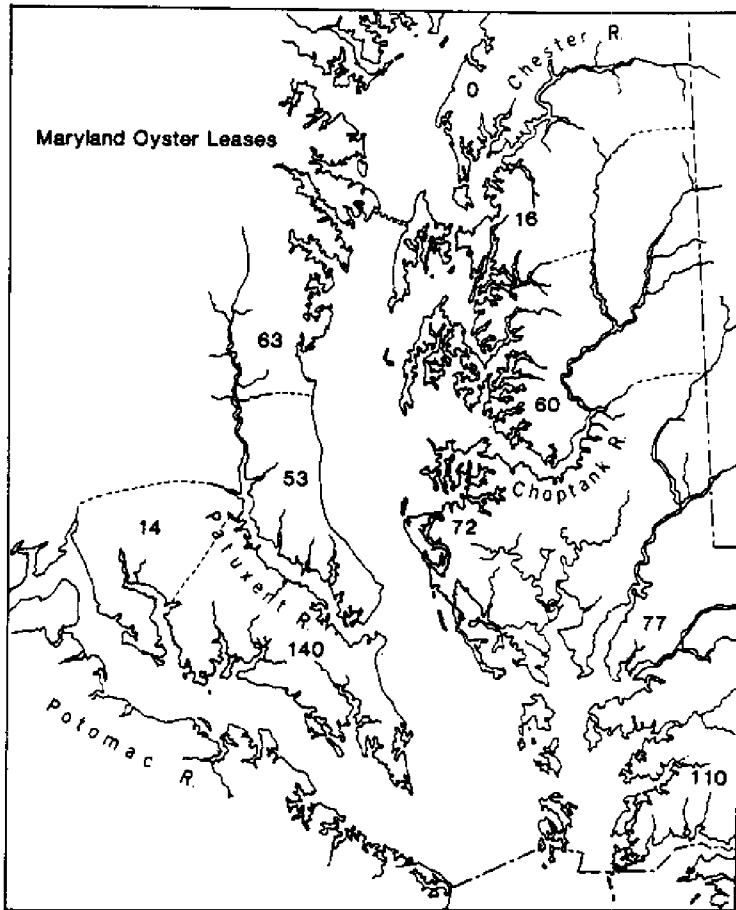 0
Chester R.
Maryland Oyster Leases
16
63
60
Choptank R.
53
72
14
Patuxent R.
77
140
Potomac R.
110